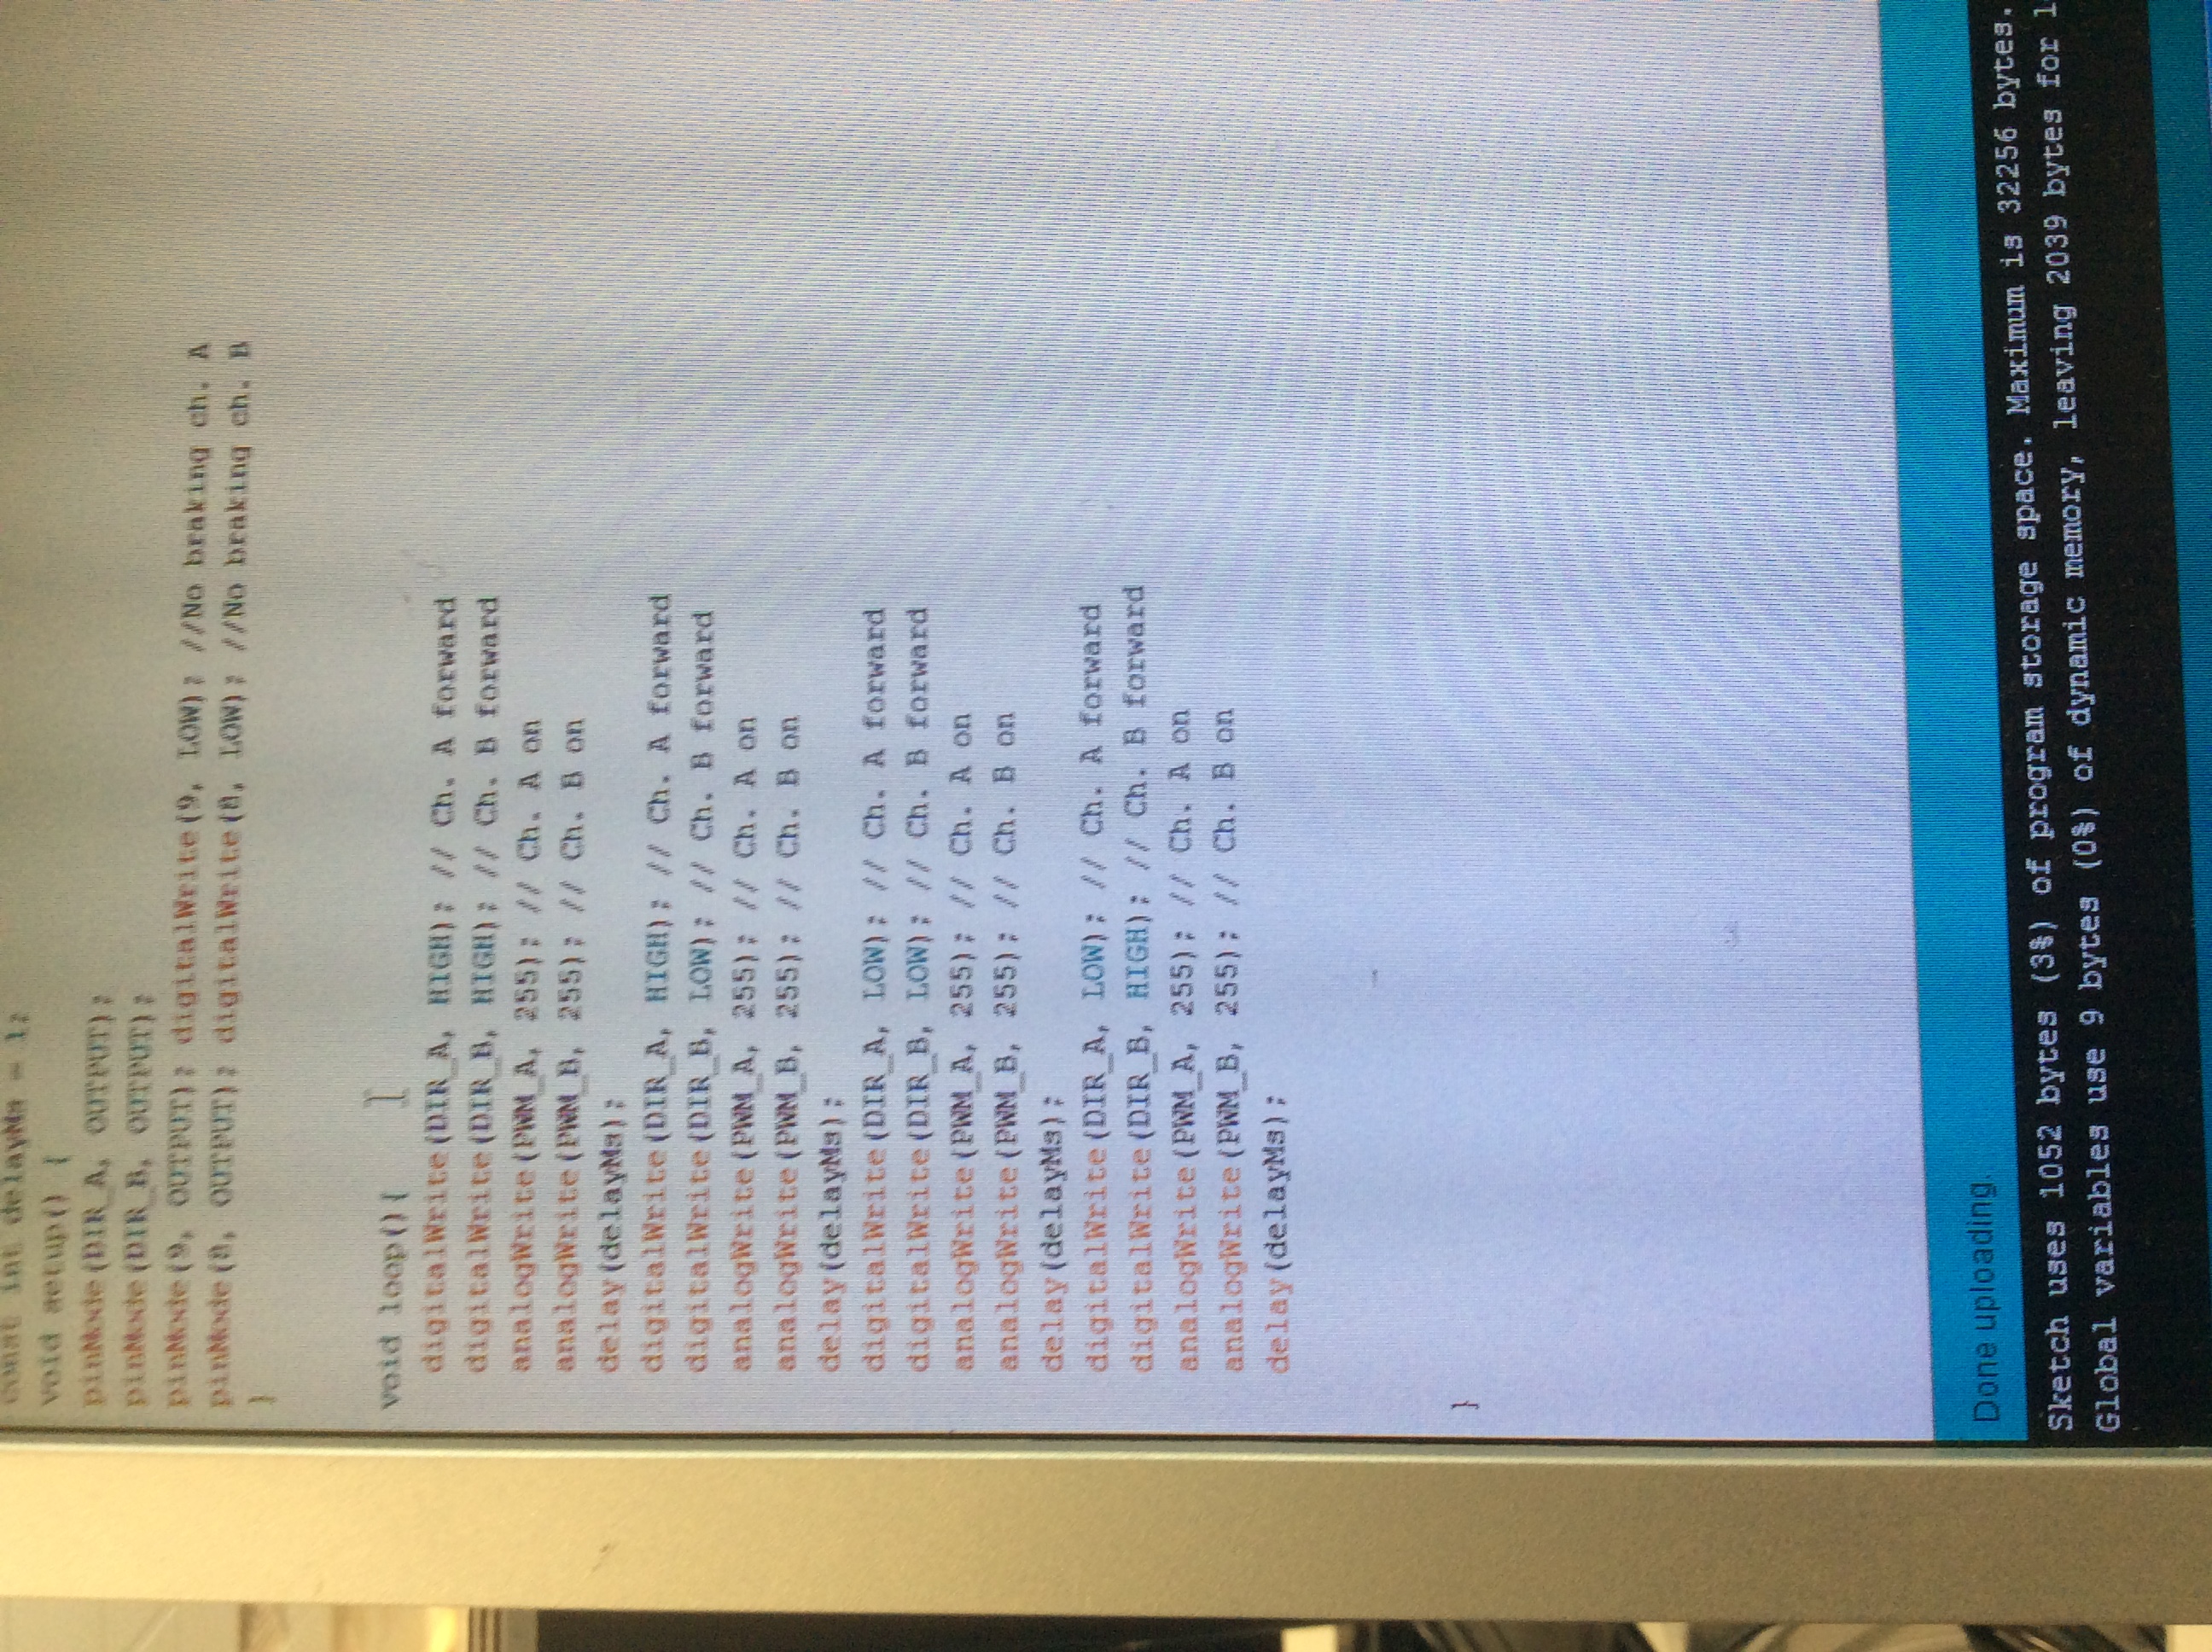 const int delayMs = 1;
void setup() {
pinMode(DIR_A, OUTPUT);
pinMode(DIR_B, OUTPUT);
pinMode(9, OUTPUT); digitalWrite(9, LOW); //No braking ch. A
pinMode(8, OUTPUT); digitalWrite(8, LOW); //No braking ch. B
}
void loop(){
digitalWrite(DIR_A, HIGH); // Ch. A forward
digitalWrite(DIR_B, HIGH); // Ch. B forward
analogWrite(PWM_A, 255); // Ch. A on
analogWrite(PWM_B, 255); // Ch. B on
delay(delayMs);
digitalWrite(DIR_A, HIGH); // Ch. A forward
digitalWrite(DIR_B, LOW); // Ch. B forward
analogWrite(PWM_A, 255); // Ch. A on
analogWrite(PWM_B, 255); // Ch. B on
delay(delayMs);
digitalWrite(DIR_A, LOW); // Ch. A forward
digitalWrite(DIR_B, LOW); // Ch. B forward
analogWrite(PWM_A, 255); // Ch. A on
analogWrite(PWM_B, 255); // Ch. B on
delay(delayMs);
digitalWrite(DIR_A, LOW); // Ch. A forward
digitalWrite(DIR_B, HIGH); // Ch. B forward
analogWrite(PWM_A, 255); // Ch. A on
analogWrite(PWM_B, 255); // Ch. B on
delay(delayMs);
}
Done uploading.
Sketch uses 1052 bytes (3%) of program storage space. Maximum is 32256 bytes.
Global variables use 9 bytes (0%) of dynamic memory, leaving 2039 bytes for